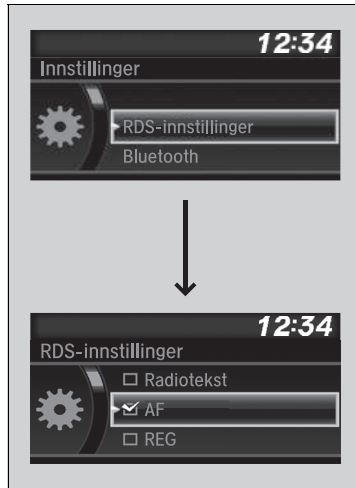 12:34
Innstillinger
RDS-innstillinger
Bluetooth
12:34
RDS-innstillinger
Radiotekst
AF
REG